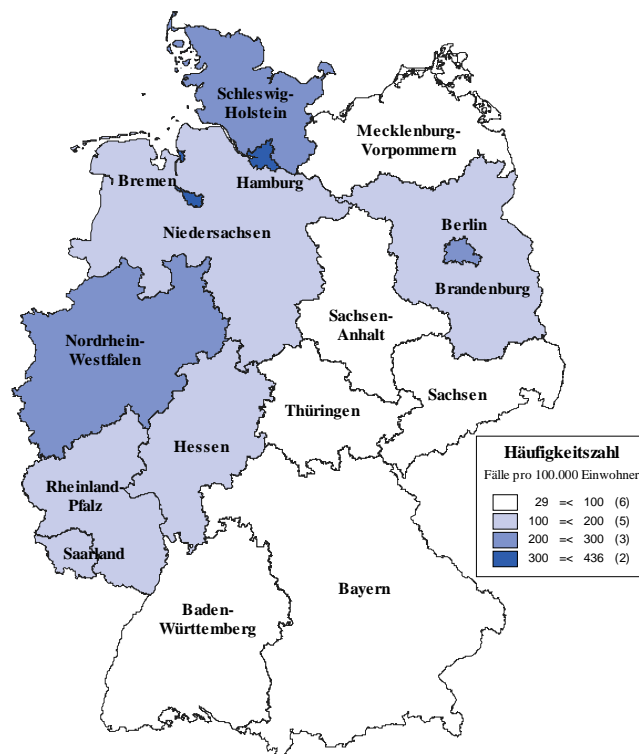 Schleswig-
Holstein
Mecklenburg-
Vorpommern
Bremen
Hamburg
Niedersachsen
Berlin
Brandenburg
Sachsen-
Anhalt
Nordrhein-
Westfalen
Sachsen
Thüringen
Hessen
Rheinland-
Pfalz
Saarland
Bayern
Baden-
Württemberg
Häufigkeitszahl
Fälle pro 100.000 Einwohner
29 =< 100 (6)
100 =< 200 (5)
200 =< 300 (3)
300 =< 436 (2)